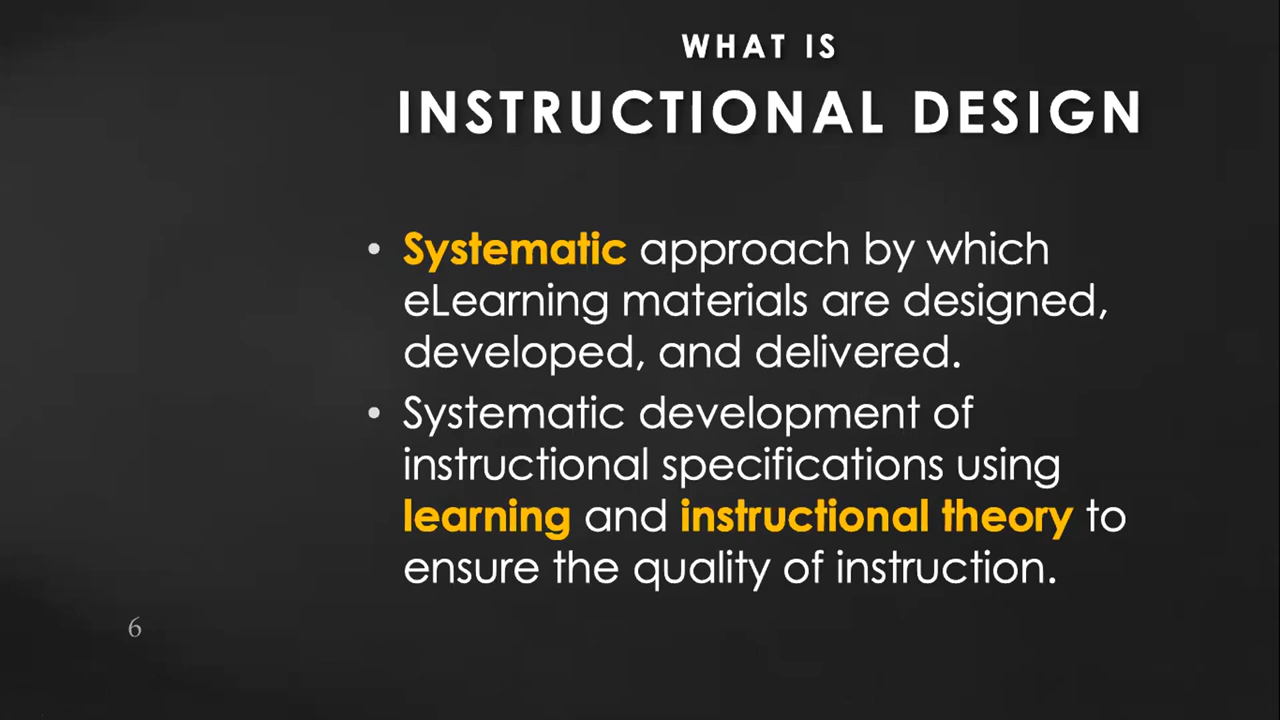 WHAT IS
INSTRUCTIONAL DESIGN
• Systematic approach by which
eLearning materials are designed,
developed, and delivered.
• Systematic development of
instructional specifications using
learning and instructional theory to
ensure the quality of instruction.
6